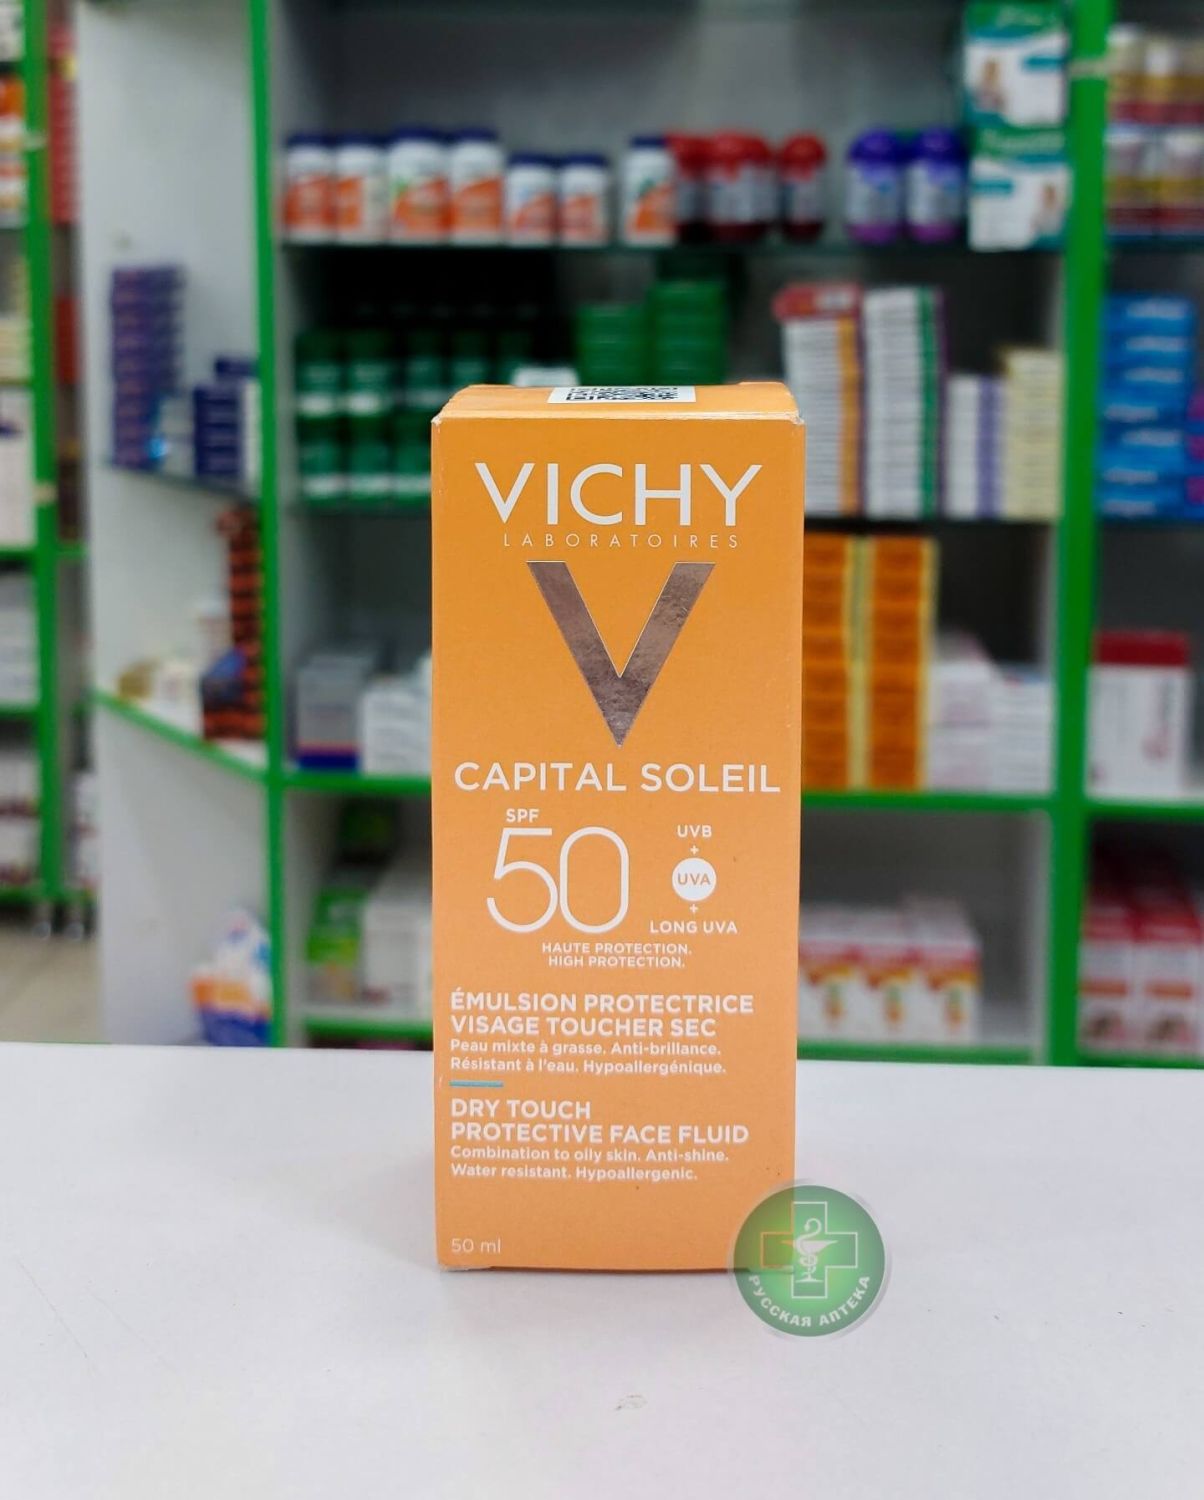 VICHY
LABORATOIRES
CAPITAL SOLEIL
SPF
50
UVB
+
UVA
+
LONG UVA
HAUTE PROTECTION.
HIGH PROTECTION.
ÉMULSION PROTECTRICE
VISAGE TOUCHER SEC
Peau mixte à grasse. Anti-brillance.
Résistant à l'eau. Hypoallergénique.
DRY TOUCH
PROTECTIVE FACE FLUID
Combination to oily skin. Anti-shine.
Water resistant. Hypoallergenic.
50 ml
РУССКАЯ АПТЕКА